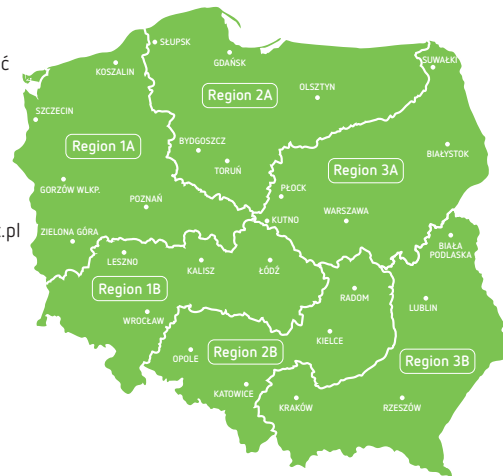 SŁUPSK
ć
GDAŃSK
SUWAŁKI
KOSZALIN
OLSZTYN
Region 2A
SZCZECIN
Region 1A
BYDGOSZCZ
BIAŁYSTOK
TORUŃ
Region 3A
GORZÓW WLKP.
PŁOCK
POZNAŃ
KUTNO
WARSZAWA
.pl
ZIELONA GÓRA
BIAŁA
PODLASKA
LESZNO
KALISZ
ŁÓDŹ
Region 1B
RADOM
LUBLIN
WROCŁAW
KIELCE
OPOLE
Region 2B
Region 3B
KATOWICE
KRAKÓW
RZESZÓW